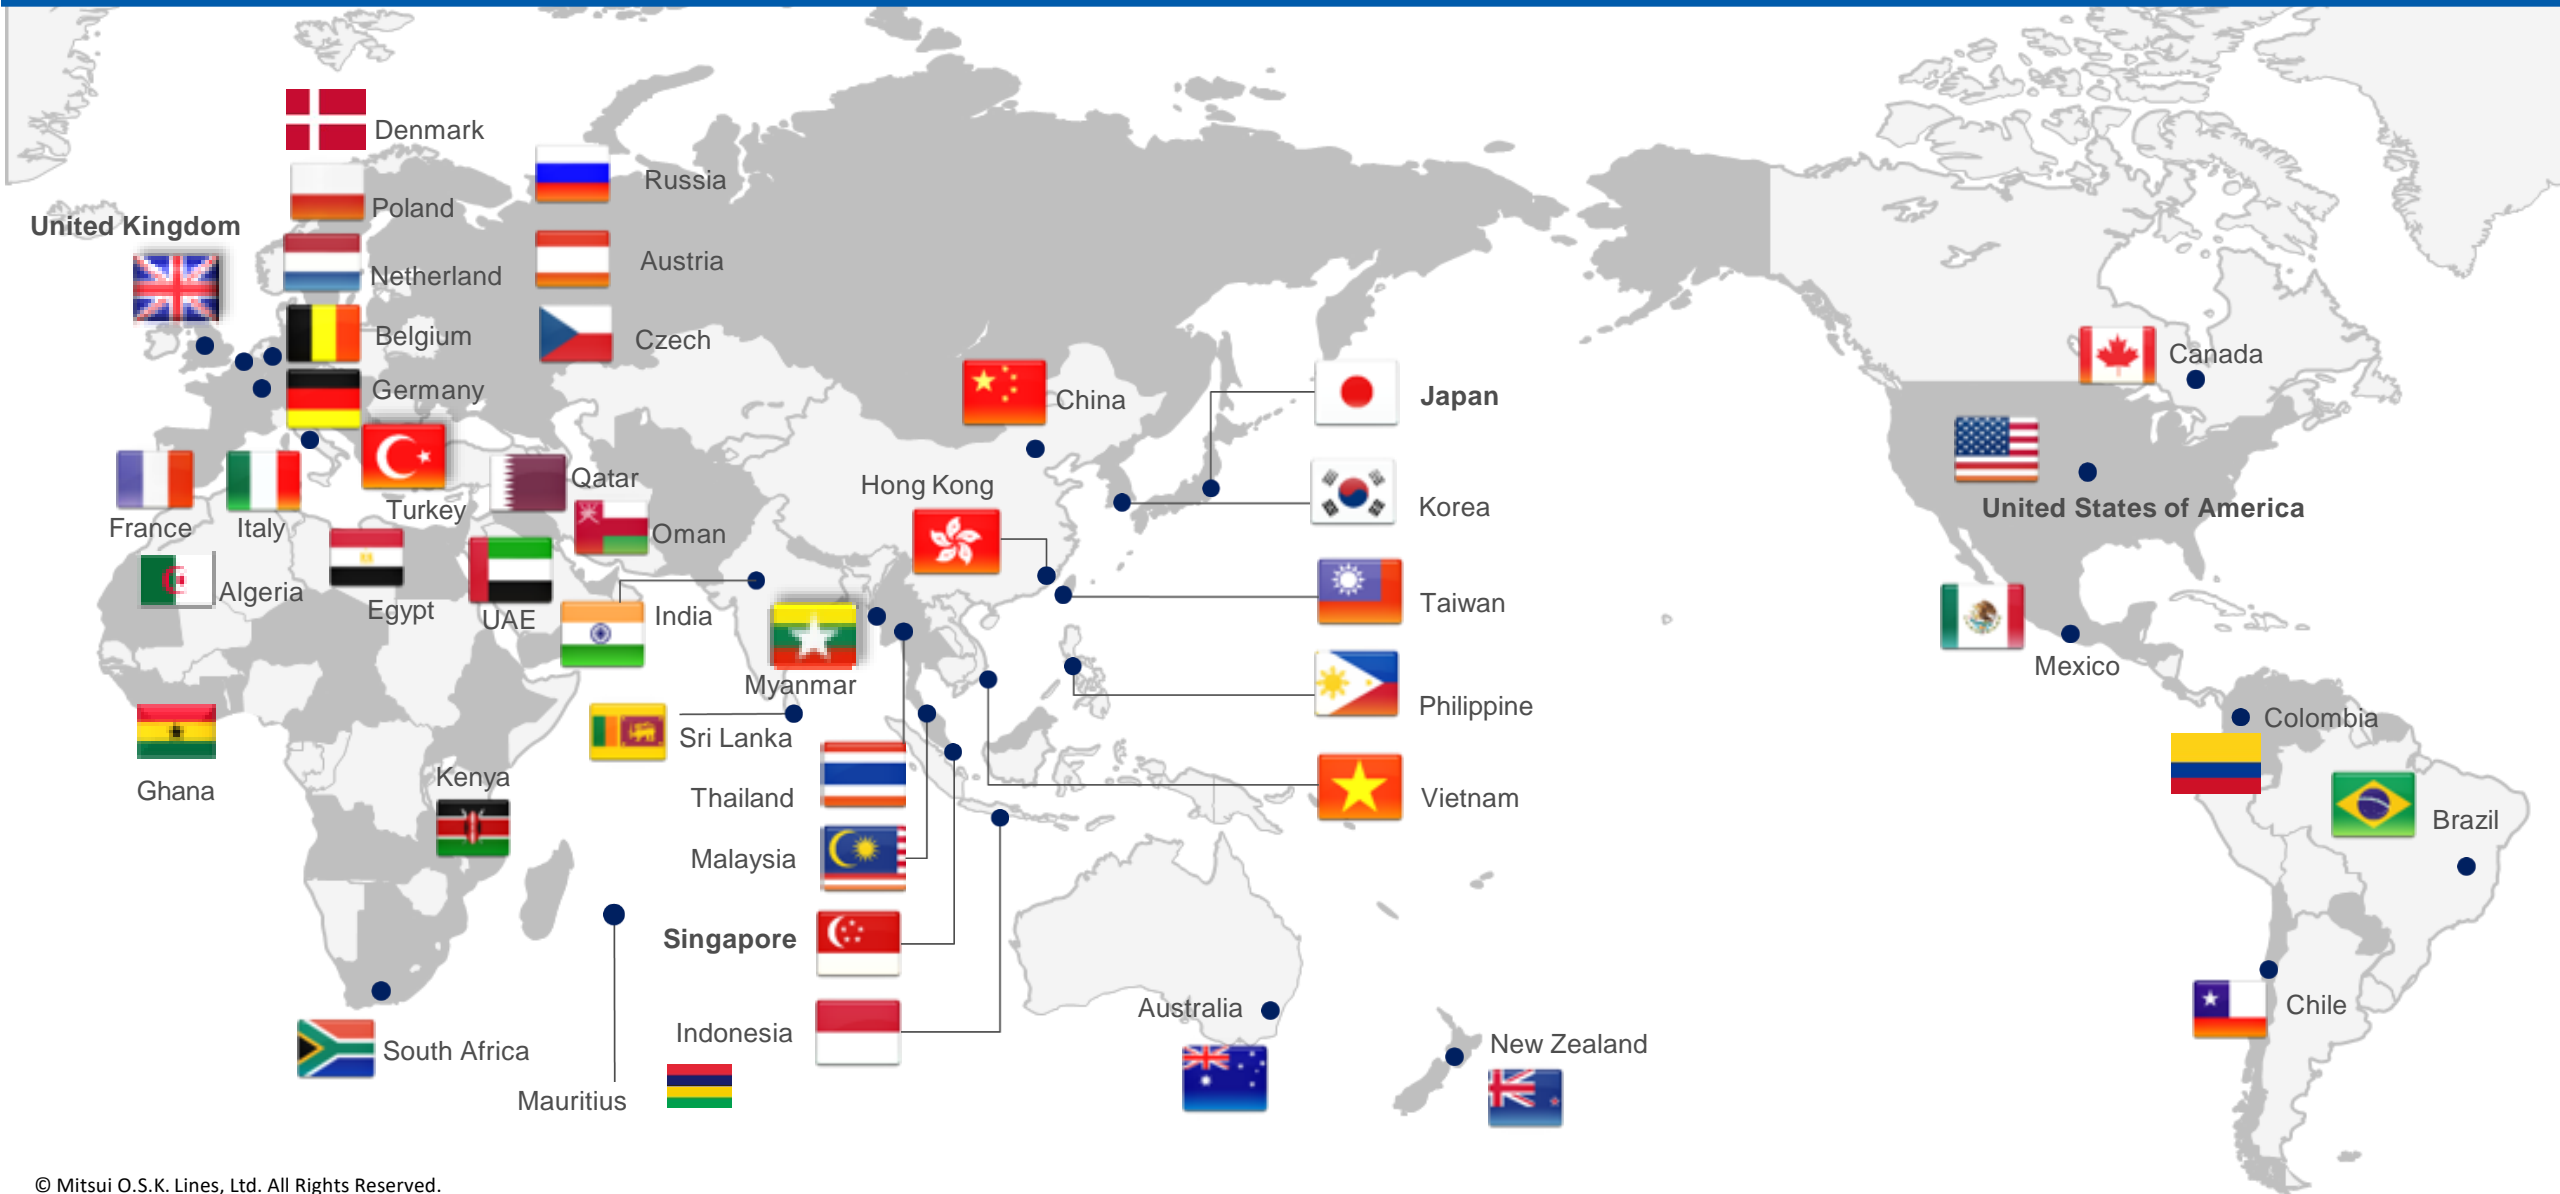 Denmark
Russia
Poland
United Kingdom
Austria
Netherland
Belgium
Czech
Canada
Germany
Japan
China
Qatar
Hong Kong
Korea
Turkey
United States of America
France
Italy
Oman
Algeria
Taiwan
Egypt
UAE
India
Mexico
Myanmar
Philippine
Colombia
Sri Lanka
Kenya
Ghana
Thailand
Vietnam
Brazil
Malaysia
Singapore
Chile
Australia
Indonesia
New Zealand
South Africa
Mauritius
© Mitsui O.S.K. Lines, Ltd. All Rights Reserved.